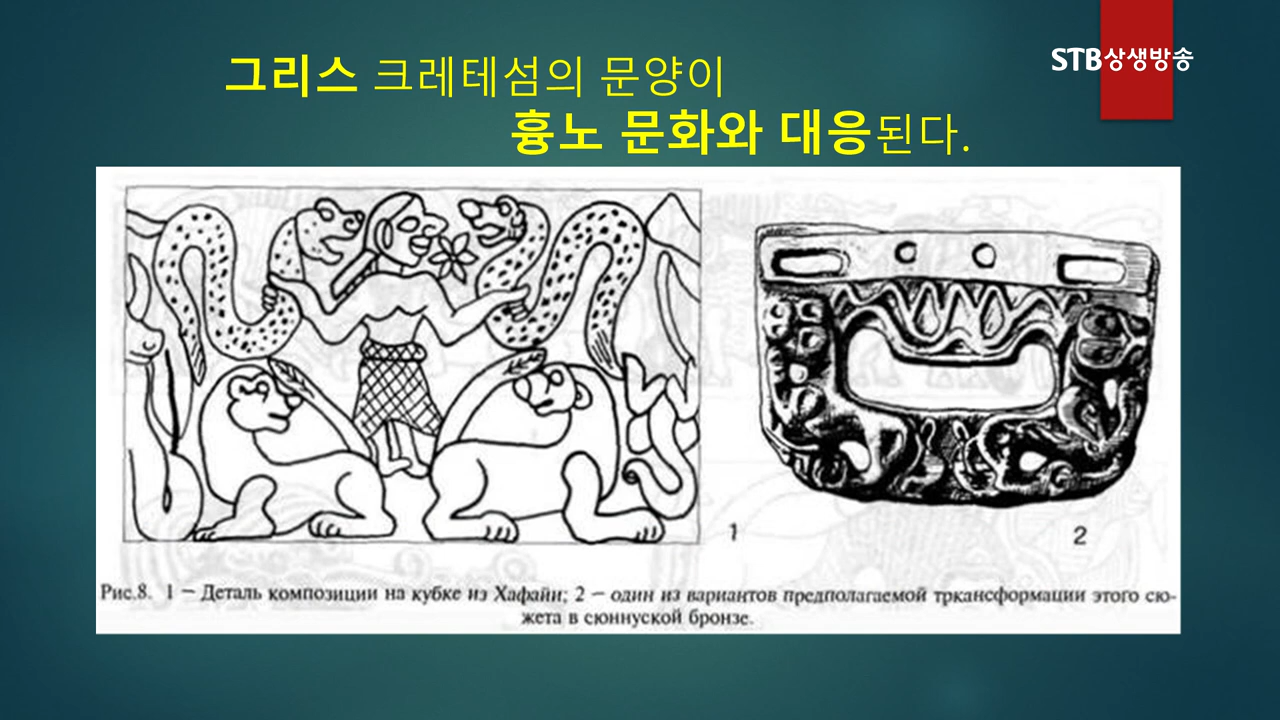 그리스 크레테섬의 문양이
흉노 문화와 대응된다.
STB상생방송
1
2
Рис.8. 1 – Деталь композиции на кубке из Хафайи; 2 – один из вариантов предполагаемой тркансформации этого сю-
жета в сюннуской бронзе.